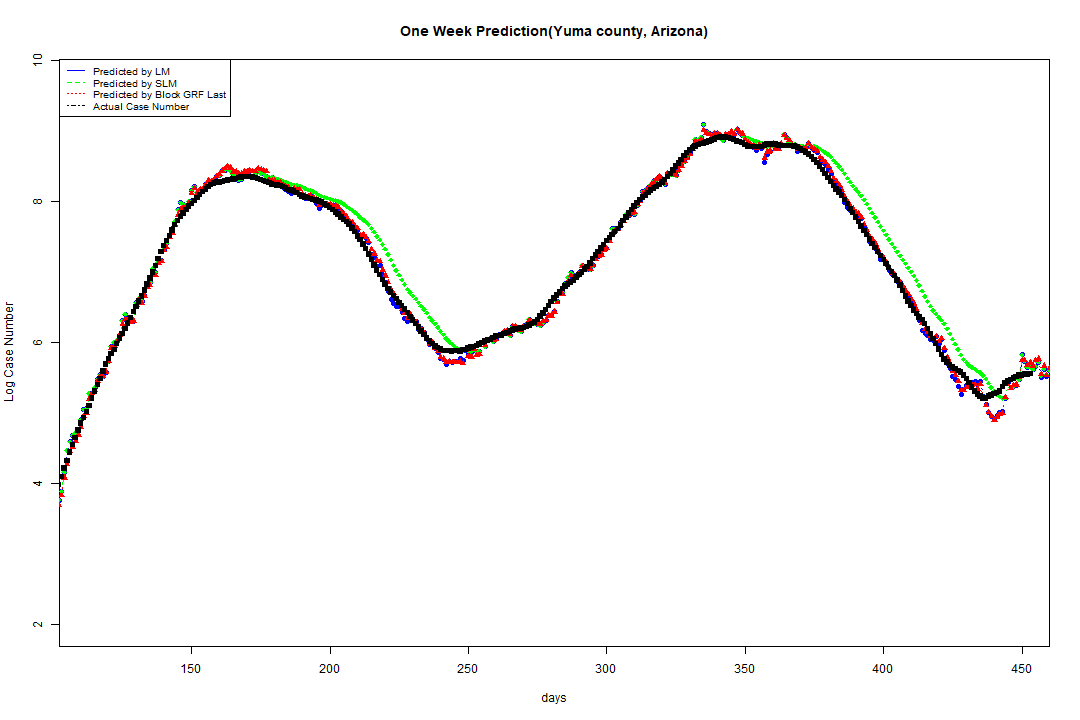 One Week Prediction(Yuma county, Arizona)
Predicted by LM
Predicted by SLM
Predicted by Block GRF Last
Actual Case Number
10
8
6
4
2
Log Case Number
150 200 250 300 350 400 450
days